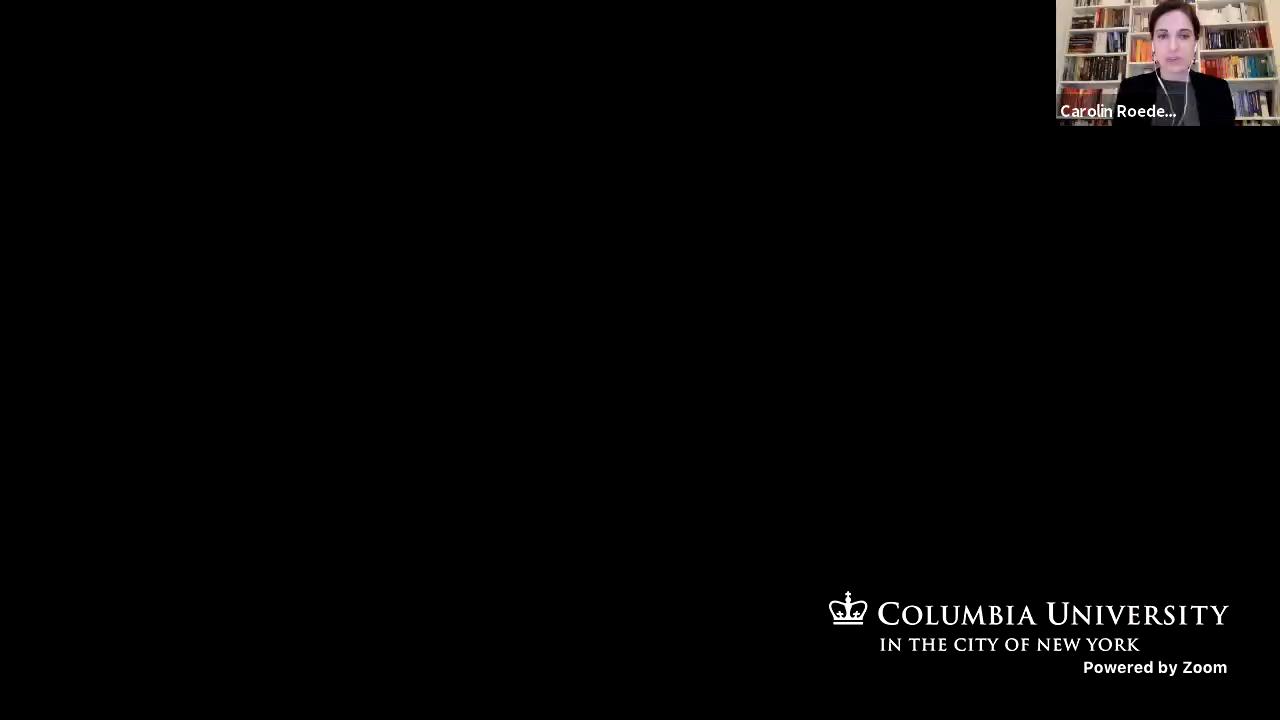 Carolin Roede...
COLUMBIA UNIVERSITY
IN THE CITY OF NEW YORK
Powered by Zoom